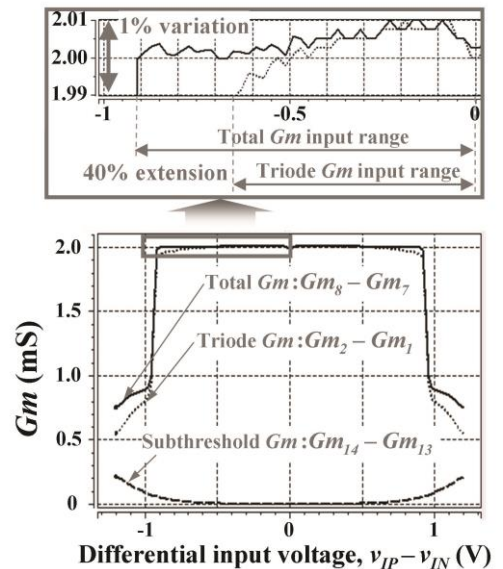 2.01
1% variation
2.00
1.99
-1
-0.5
0
Total Gm input range
40% extension
Triode Gm input range
2.0
Total Gm:Gm8 – Gm7
1.5
Triode Gm:Gm2 – Gm1
1.0
Gm (mS)
0.5
Subthreshold Gm:Gm14 – Gm13
0
-1
0
1
Differential input voltage, vIP – vIN (V)